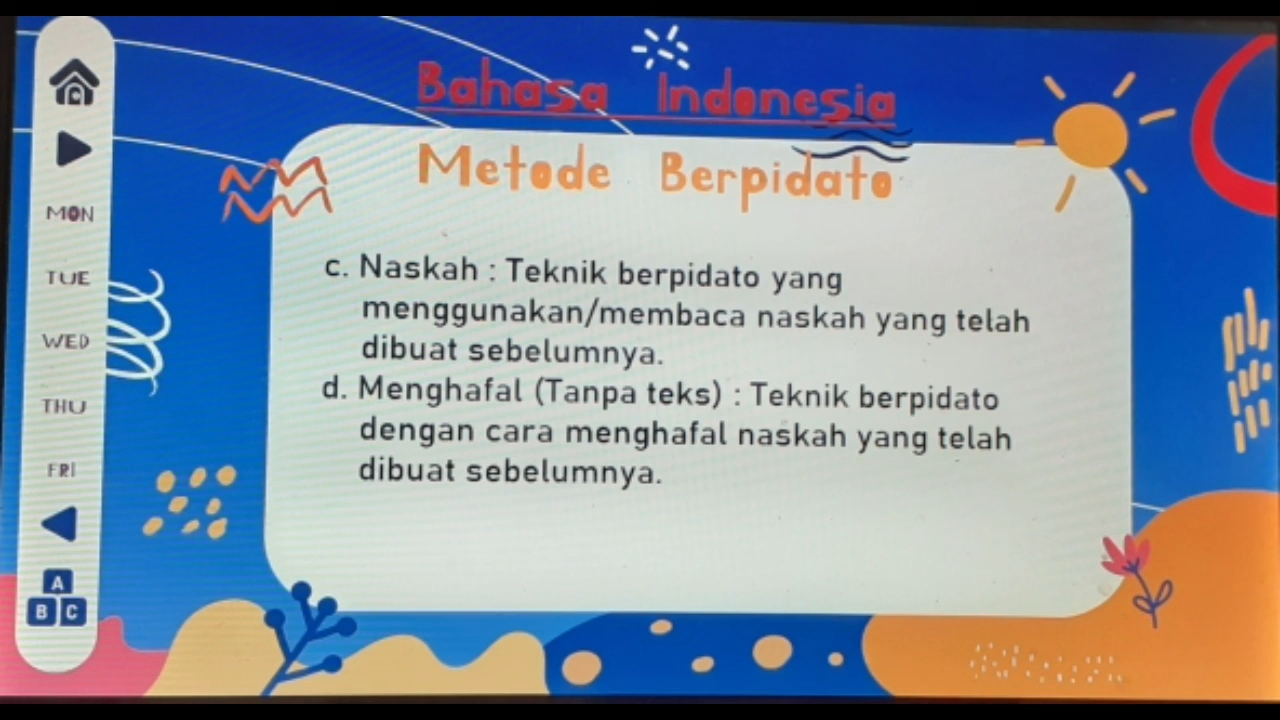 Bahasa Indonesia
Metode Berpidato
MON
TUE
WED
THU
FRI
A
B C
c. Naskah : Teknik berpidato yang
menggunakan/membaca naskah yang telah
dibuat sebelumnya.
d. Menghafal (Tanpa teks) : Teknik berpidato
dengan cara menghafal naskah yang telah
dibuat sebelumnya.